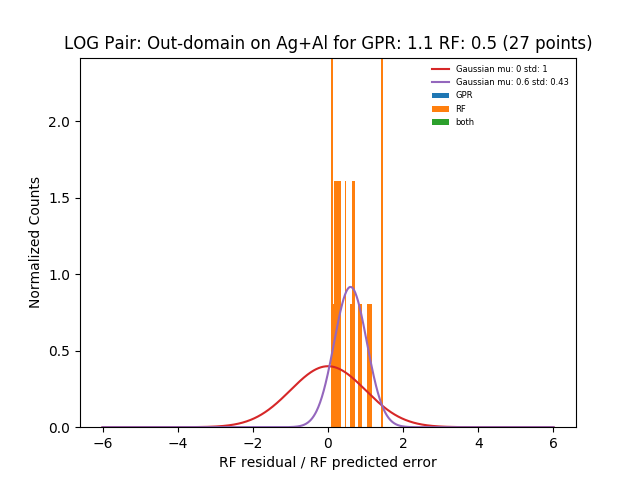 LOG Pair: Out-domain on Ag+Al for GPR: 1.1 RF: 0.5 (27 points)
Gaussian mu: 0 std: 1
Gaussian mu: 0.6 std: 0.43
GPR
RF
both
Normalized Counts
2.0
1.5
1.0
0.5
0.0
−6 −4 −2 0 2 4 6
RF residual / RF predicted error